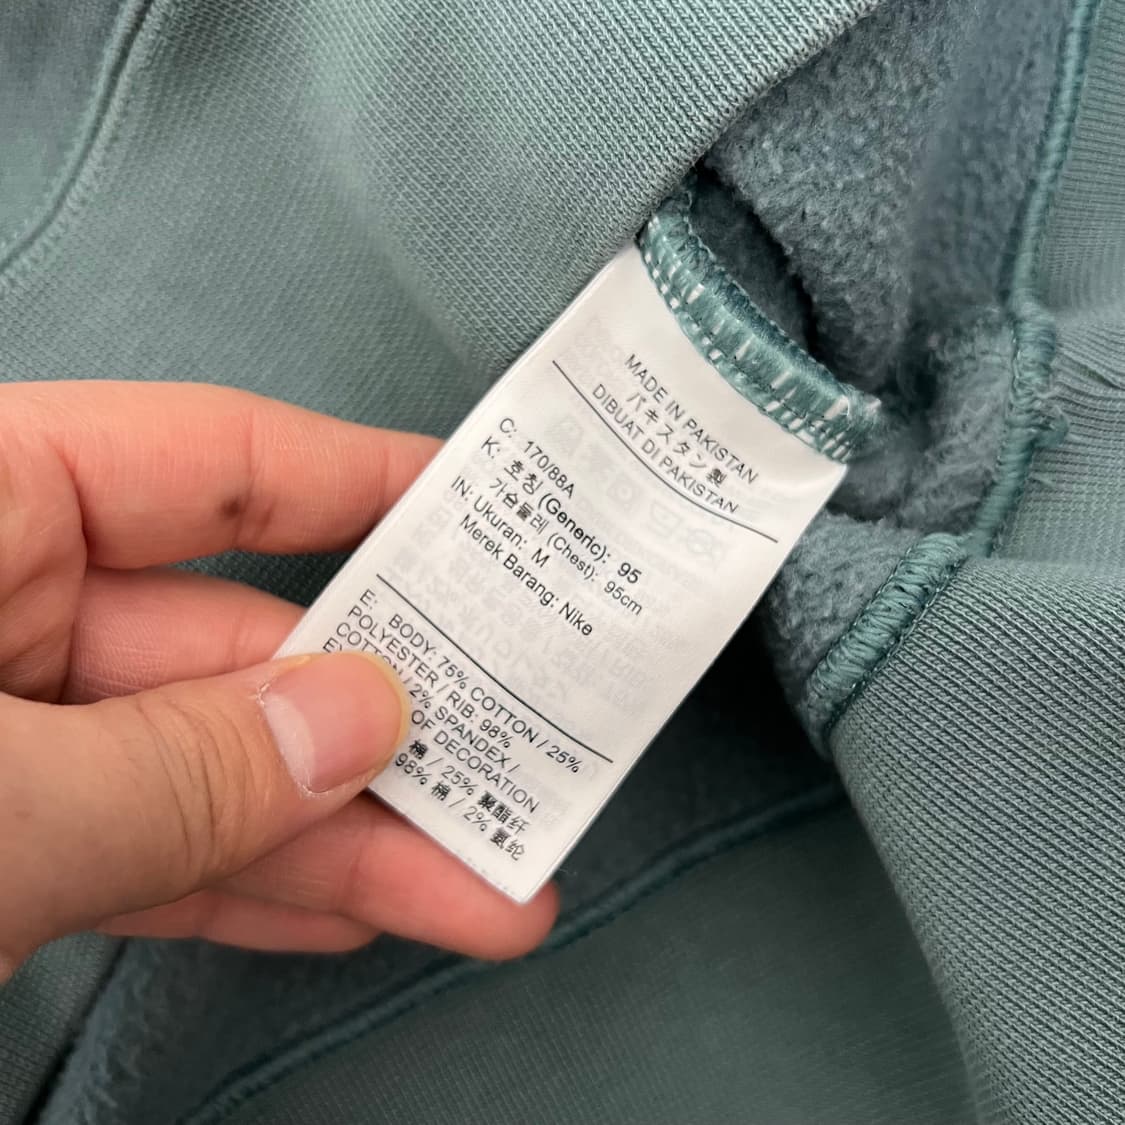 MADE IN PAKISTAN
パキスタン製
DIBUAT DI PAKISTAN
C: 170/88A
K: 호칭 (Generic): 95
가슴둘레 (Chest): 95cm
IN: Ukuran: M
Merek Barang: Nike
E: BODY: 75% COTTON / 25%
POLYESTER / RIB: 98%
COTTON / 2% SPANDEX /
OF DECORATION
棉 / 25% 聚酯纤
98% 棉 / 2% 氨纶